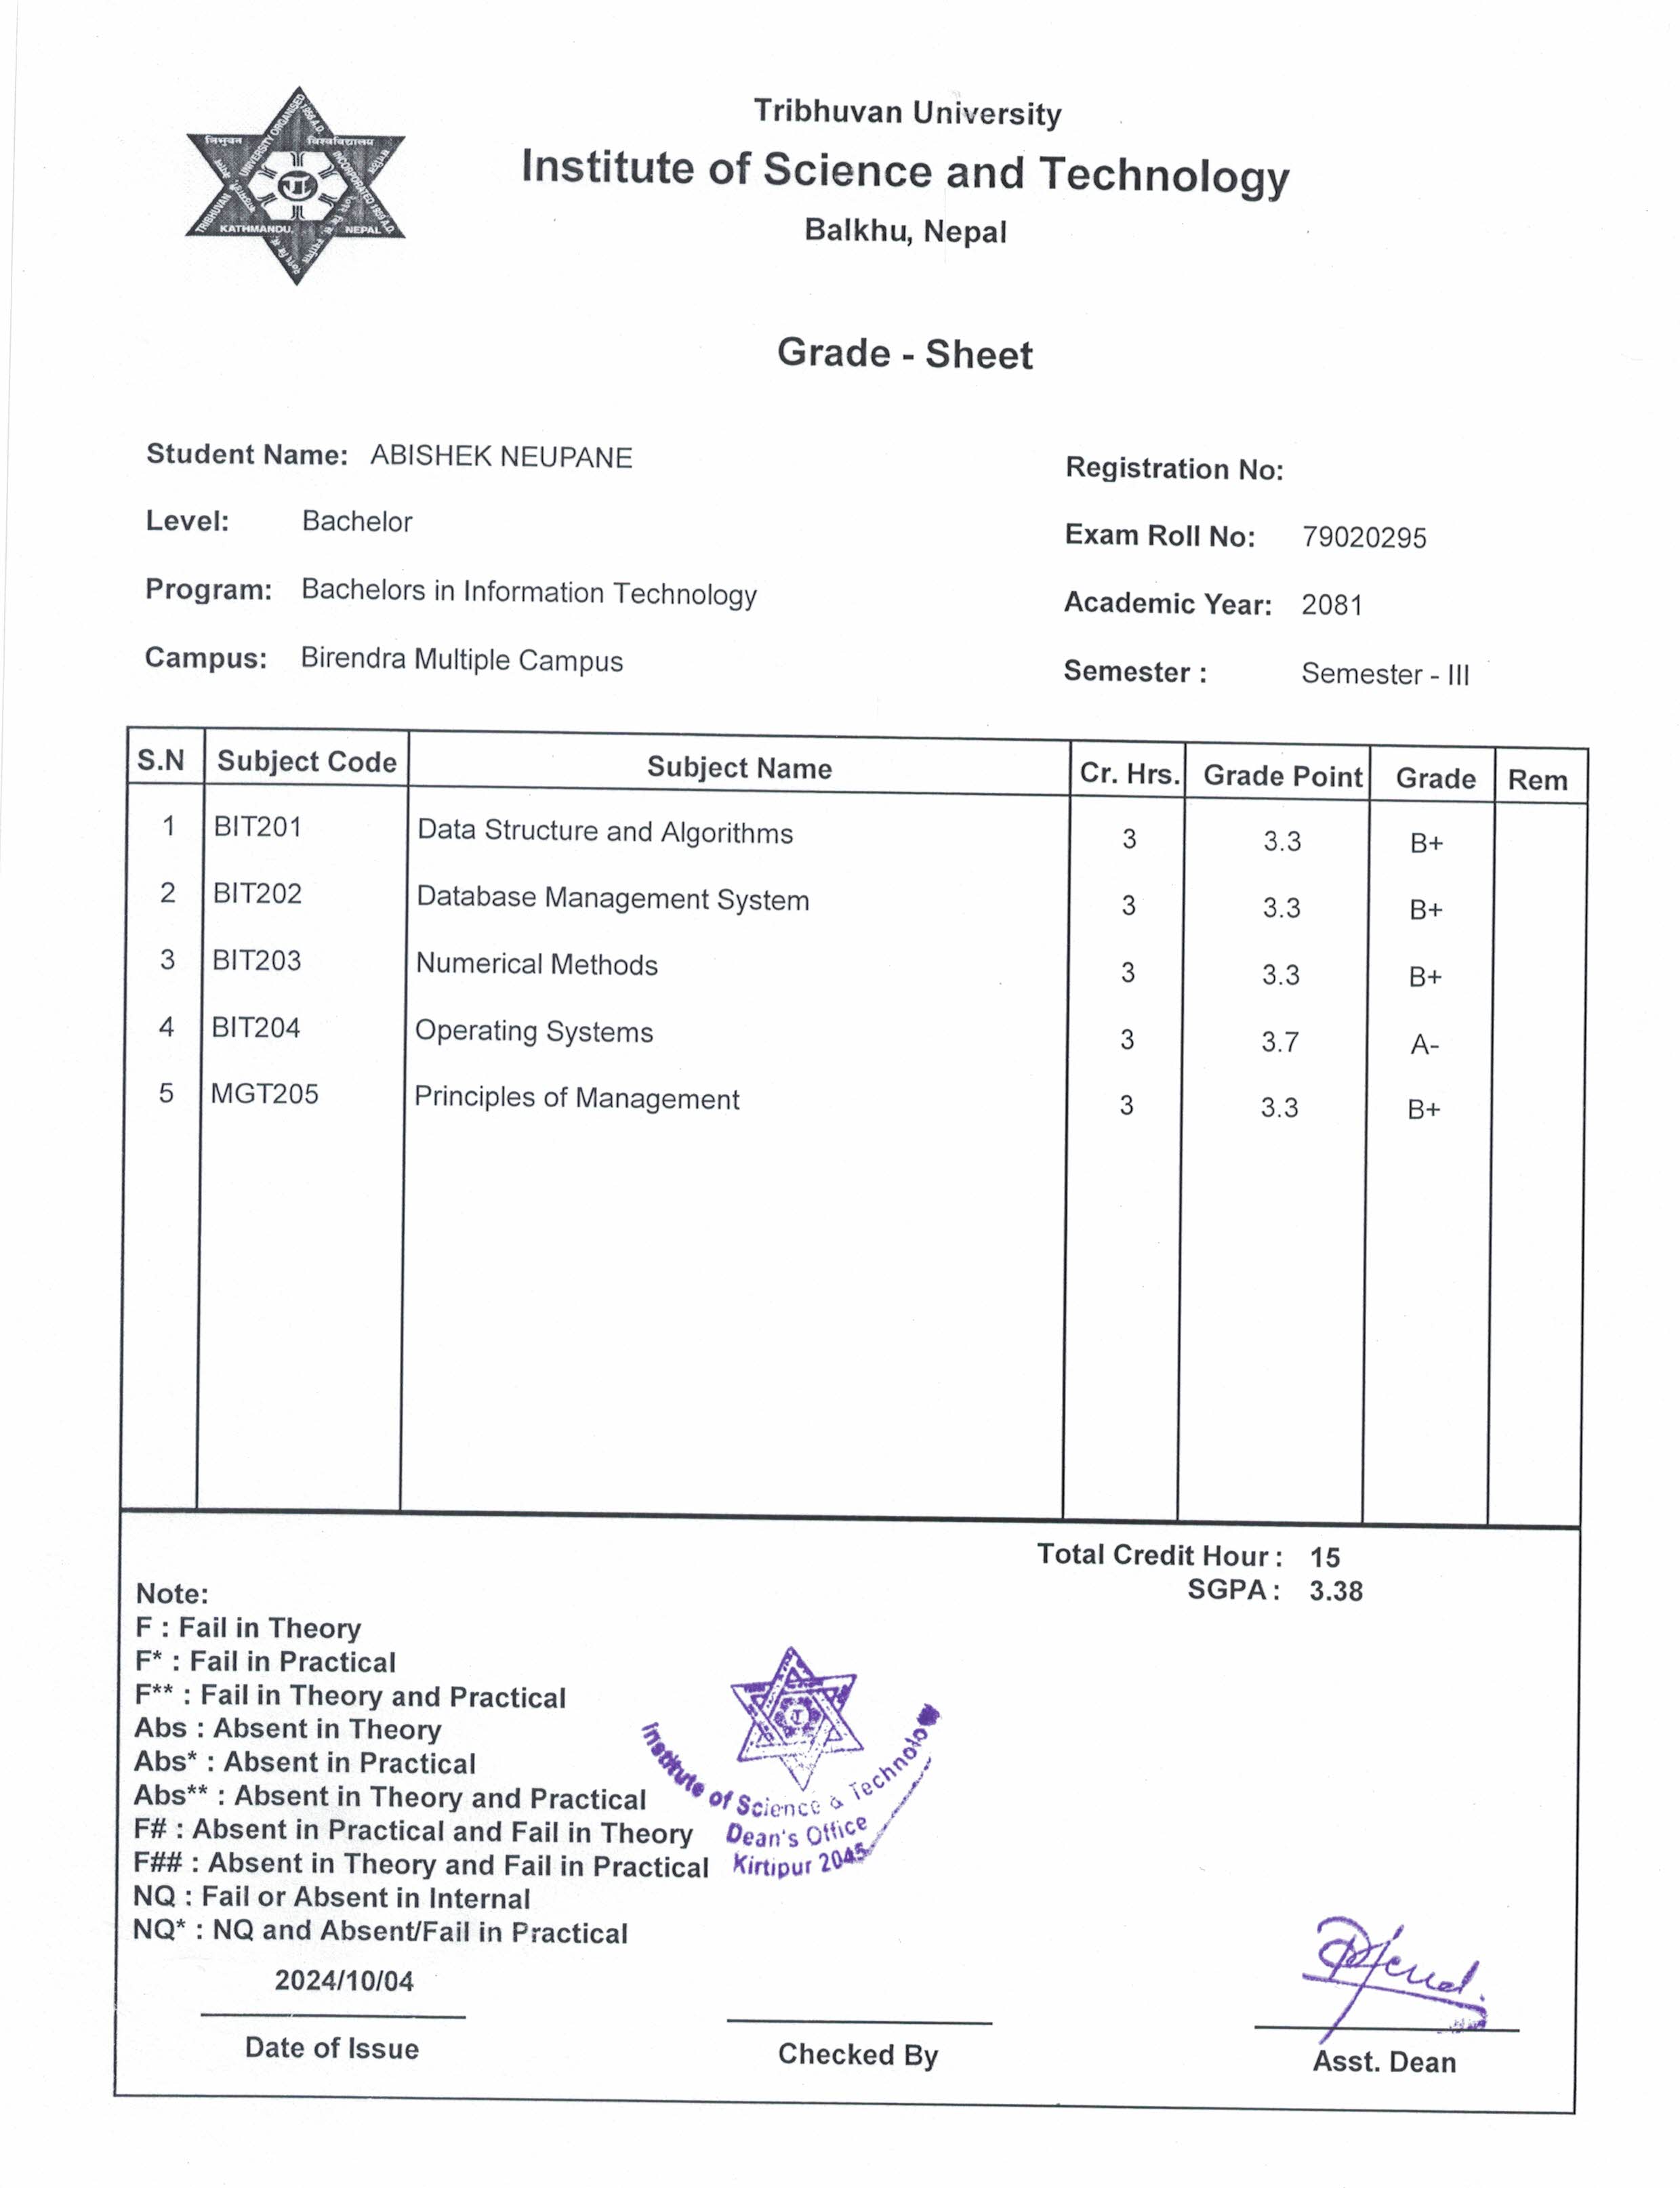 Tribhuvan University
Institute of Science and Technology
Balkhu, Nepal
TRIBHUVAN UNIVERSITY ORGANISED 1956 A.D.
INCORPORATED 1959 A.D.
त्रिभुवन विश्वविद्यालय
KATHMANDU, NEPAL
Grade - Sheet
Student Name: ABISHEK NEUPANE
Registration No:
Level: Bachelor
Exam Roll No: 79020295
Program: Bachelors in Information Technology
Academic Year: 2081
Campus: Birendra Multiple Campus
Semester : Semester - III
S.N Subject Code Subject Name Cr. Hrs. Grade Point Grade Rem
1 BIT201 Data Structure and Algorithms 3 3.3 B+
2 BIT202 Database Management System 3 3.3 B+
3 BIT203 Numerical Methods 3 3.3 B+
4 BIT204 Operating Systems 3 3.7 A-
5 MGT205 Principles of Management 3 3.3 B+
Total Credit Hour : 15
SGPA : 3.38
Note:
F : Fail in Theory
F* : Fail in Practical
F** : Fail in Theory and Practical
Abs : Absent in Theory
Abs* : Absent in Practical
Abs** : Absent in Theory and Practical
F# : Absent in Practical and Fail in Theory
F## : Absent in Theory and Fail in Practical
NQ : Fail or Absent in Internal
NQ* : NQ and Absent/Fail in Practical
Institute of Science & Technolo
Dean's Office
Kirtipur 2045
2024/10/04
Date of Issue
Checked By
Asst. Dean